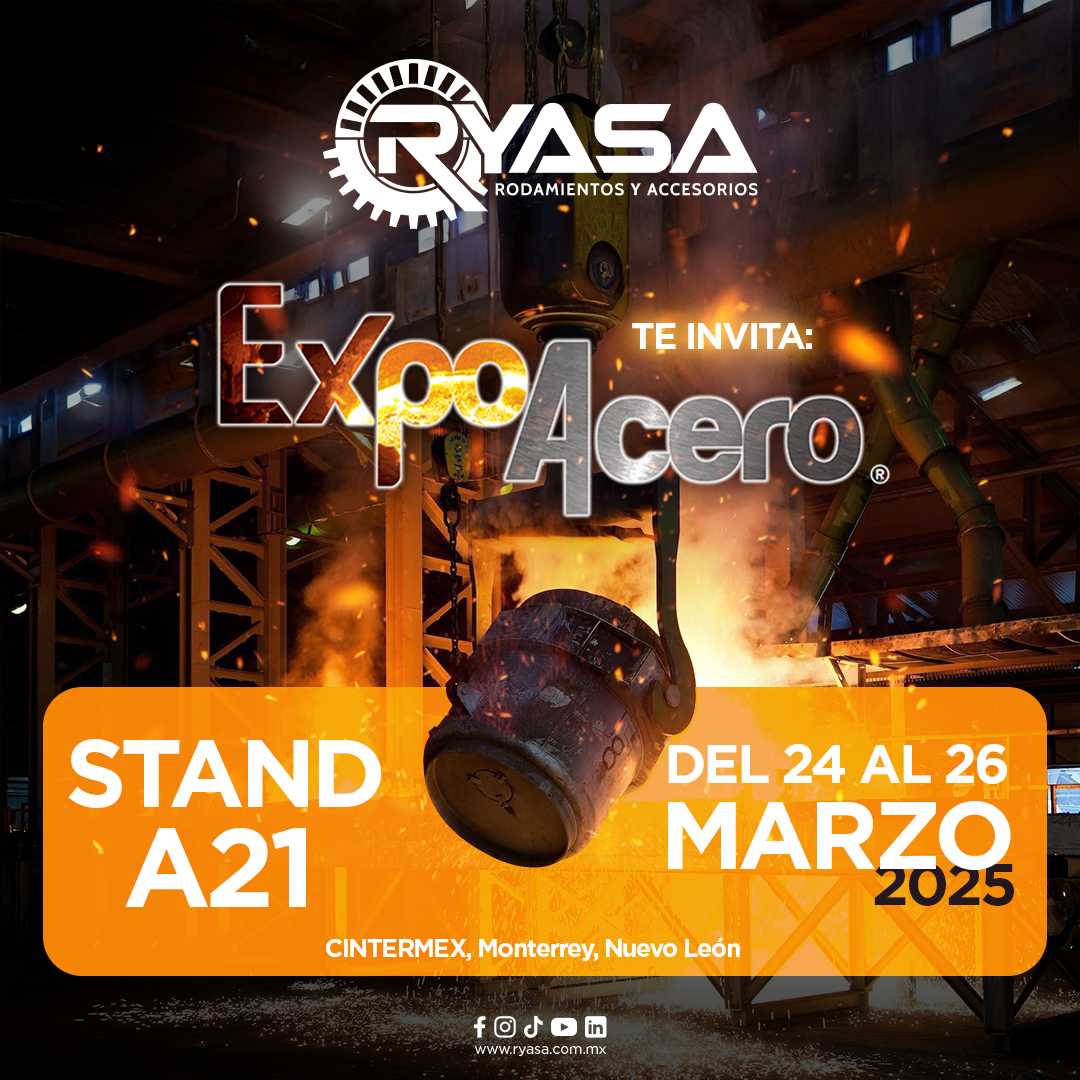 RYASA
RODAMIENTOS Y ACCESORIOS
TE INVITA:
ExpoAcero®
STAND
A21
DEL 24 AL 26
MARZO
2025
CINTERMEX, Monterrey, Nuevo León
www.ryasa.com.mx